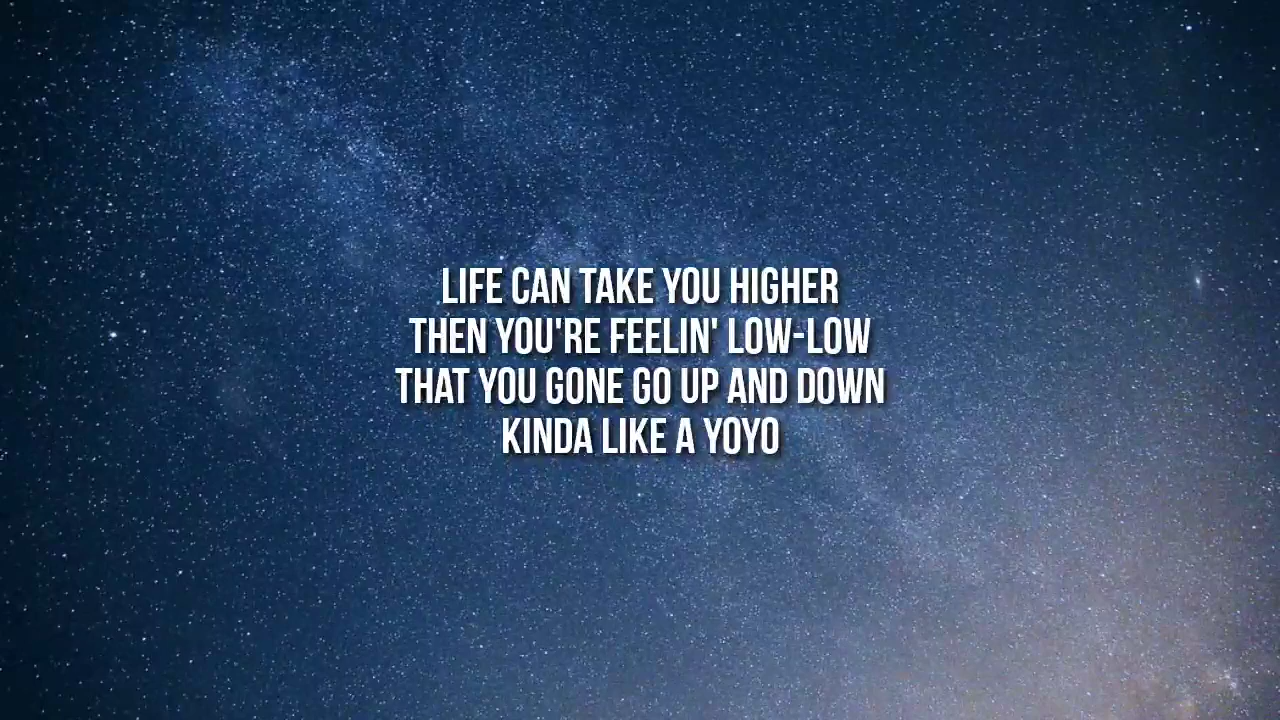 LIFE CAN TAKE YOU HIGHER
THEN YOU'RE FEELIN' LOW-LOW
THAT YOU GONE GO UP AND DOWN
KINDA LIKE A YOYO